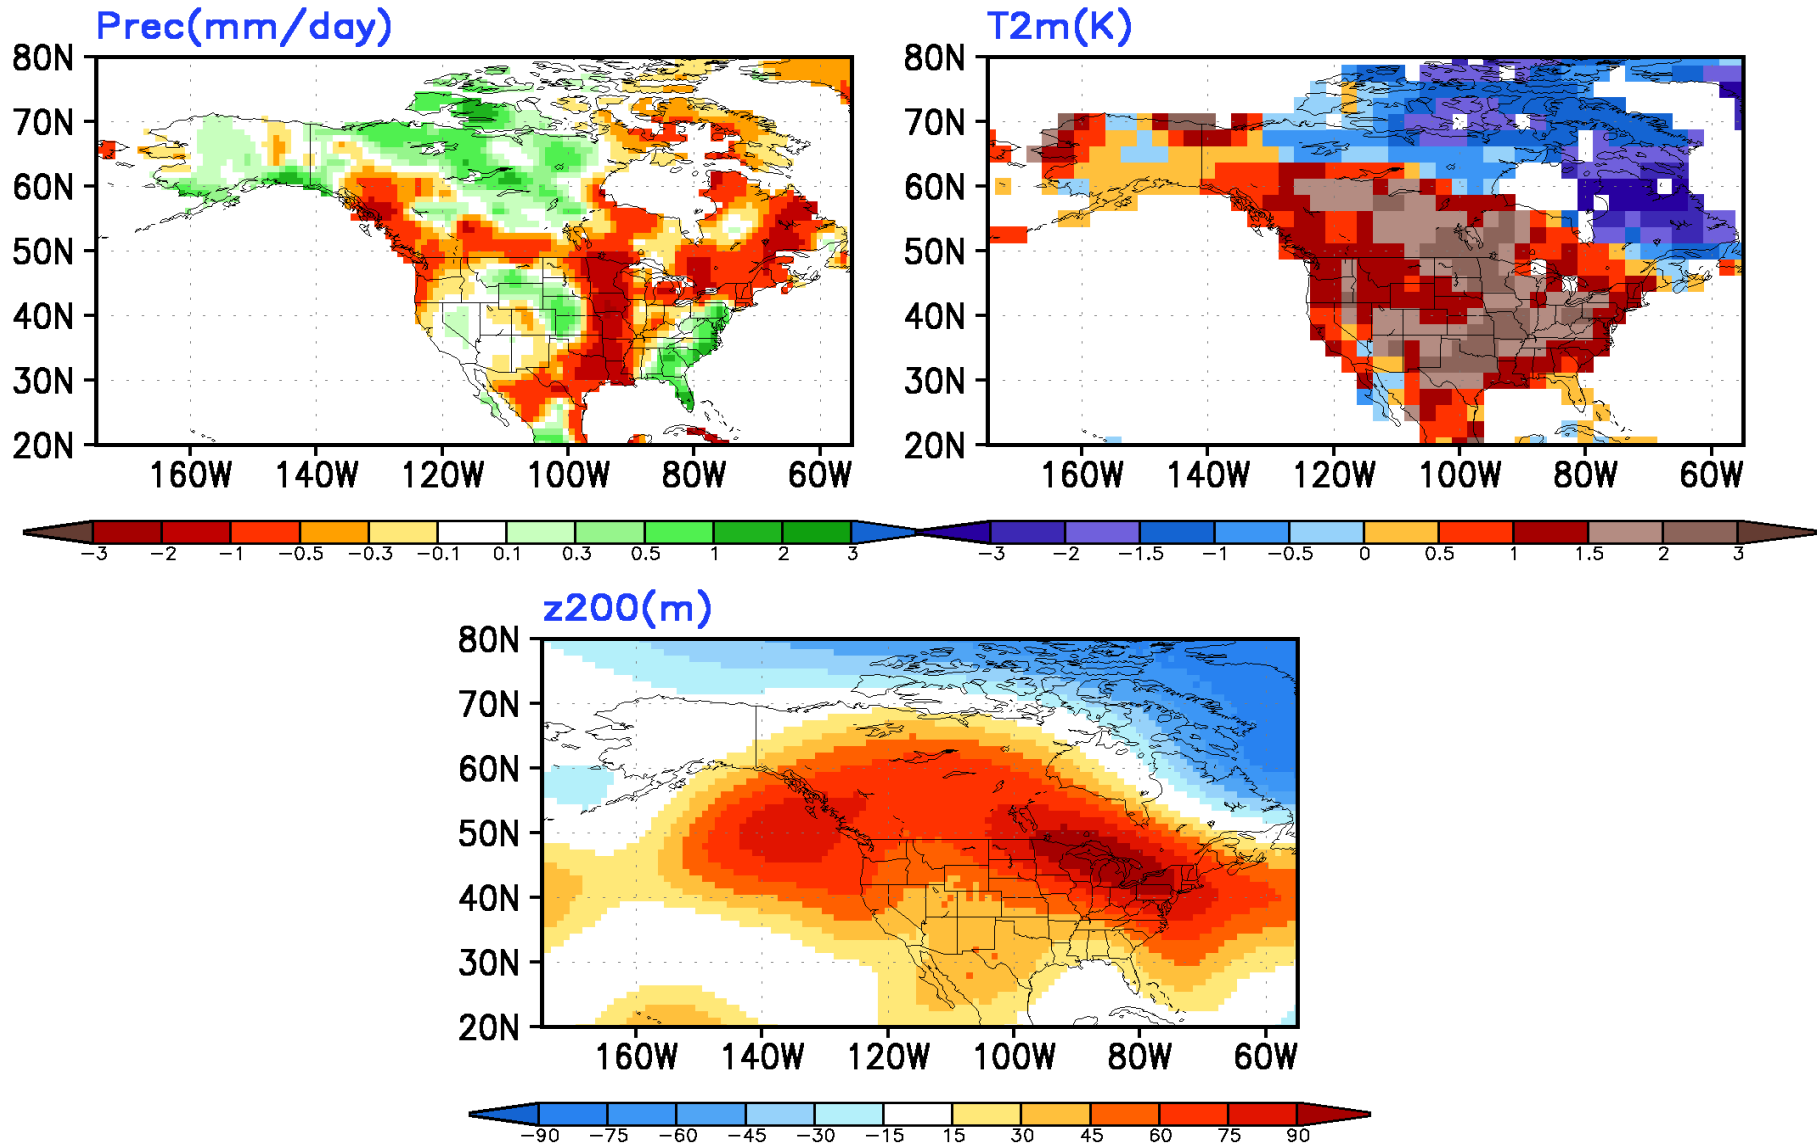 Prec(mm/day)
80N
70N
60N
50N
40N
30N
20N
160W 140W 120W 100W 80W 60W
-3 -2 -1 -0.5 -0.3 -0.1 0.1 0.3 0.5 1 2 3
T2m(K)
80N
70N
60N
50N
40N
30N
20N
160W 140W 120W 100W 80W 60W
-3 -2 -1.5 -1 -0.5 0 0.5 1 1.5 2 3
z200(m)
80N
70N
60N
50N
40N
30N
20N
160W 140W 120W 100W 80W 60W
-90 -75 -60 -45 -30 -15 15 30 45 60 75 90